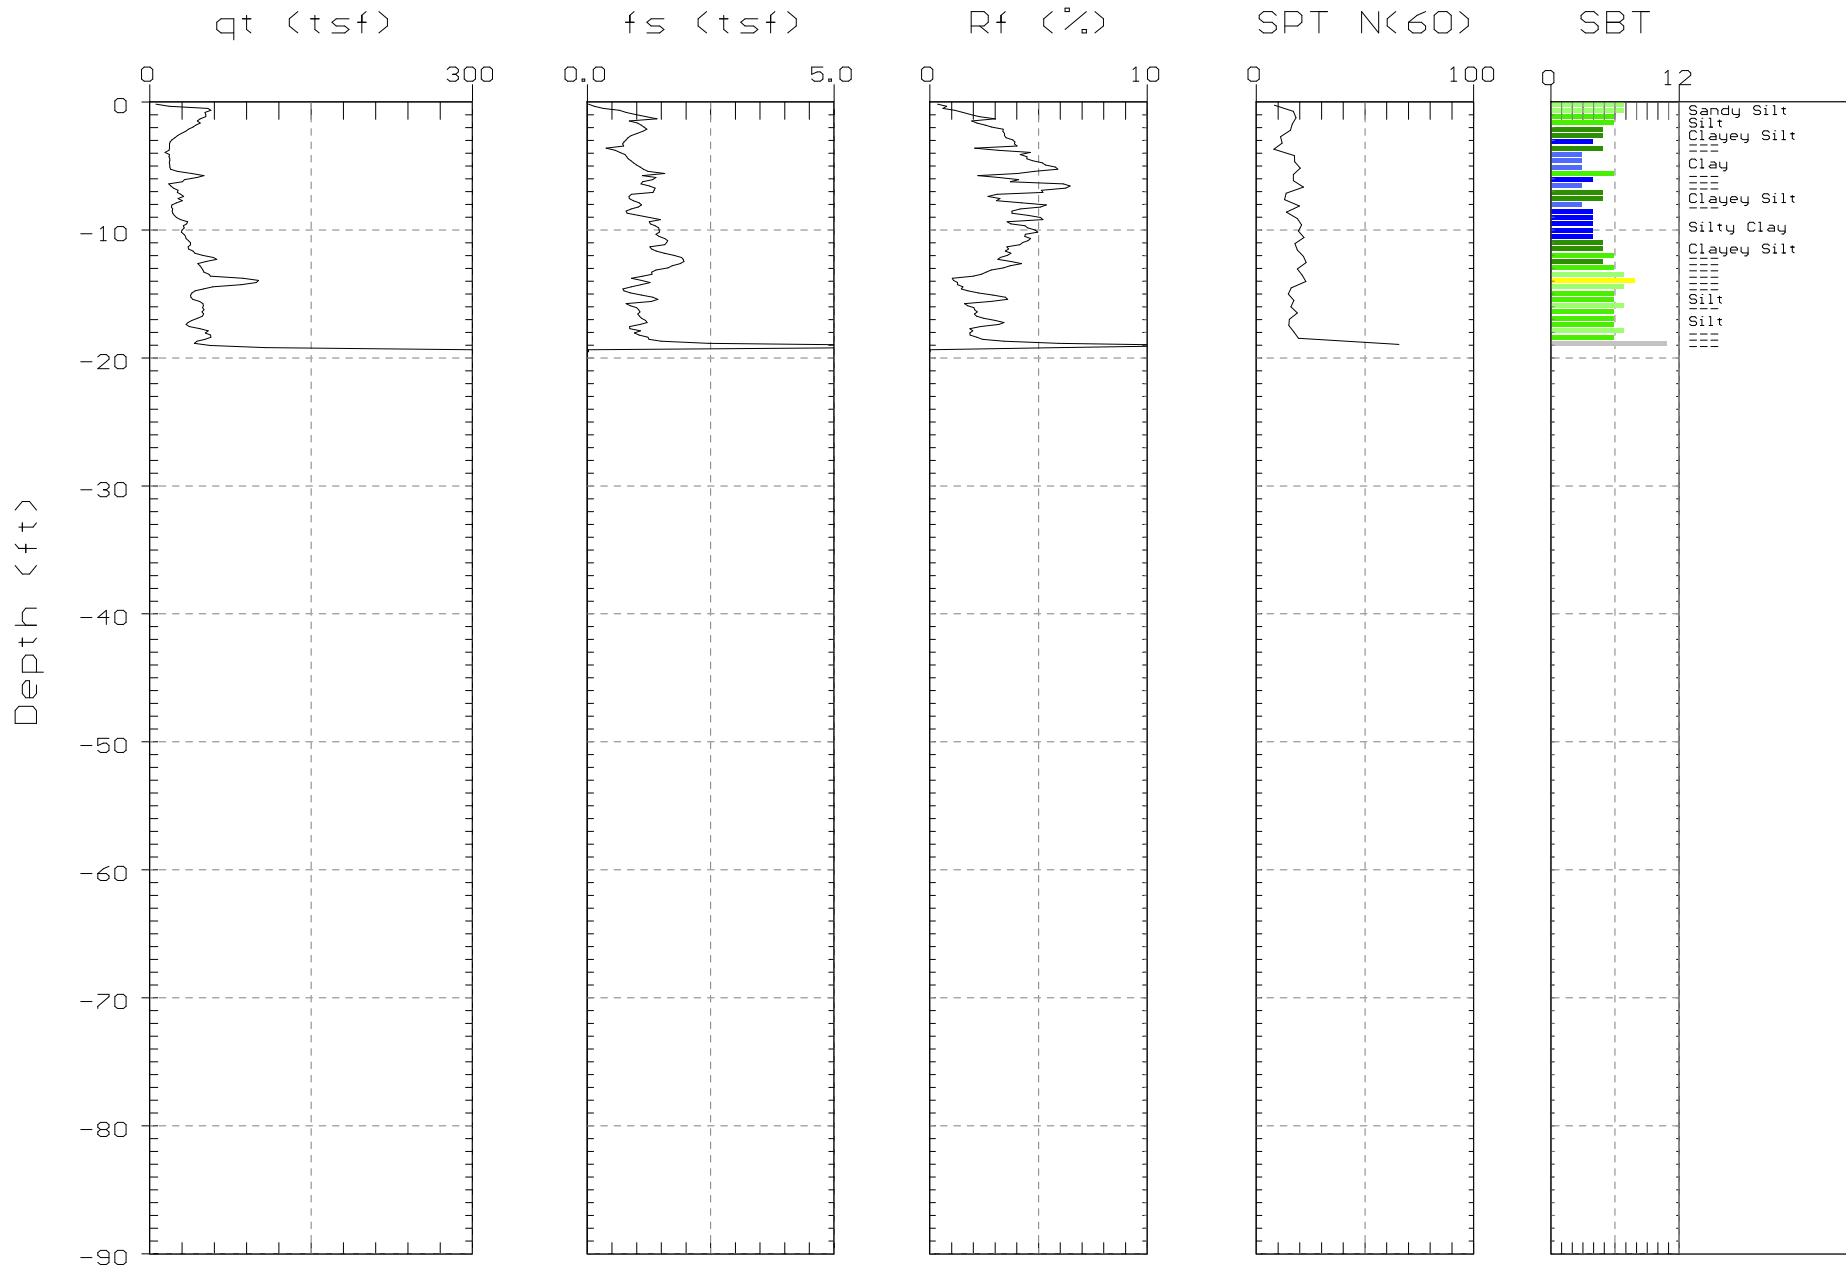 qt (tsf) fs (tsf) Rf (%) SPT N(60) SBT
0 300 0.0 5.0 0 10 0 100 0 12
0
-10
-20
-30
-40
-50
-60
-70
-80
-90
Depth (ft)
Sandy Silt
Silt
Clayey Silt
===
Clay
===
===
Clayey Silt
===
Silty Clay
Clayey Silt
===
===
===
===
Silt
===
Silt
===
===